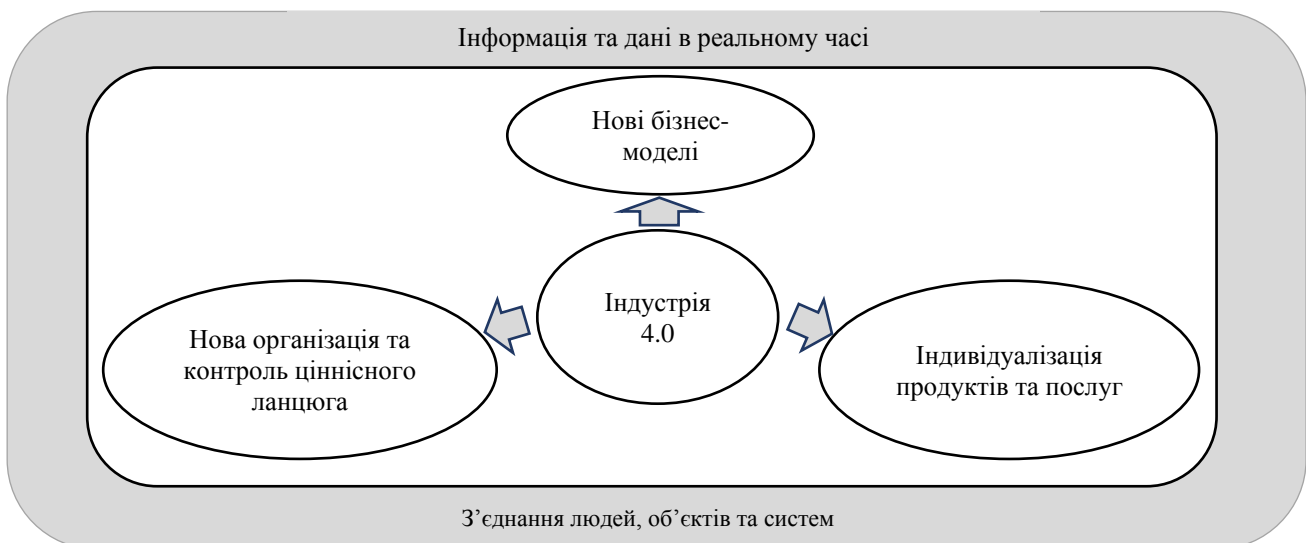 Інформація та дані в реальному часі
Нові бізнес-
моделі
Індустрія
4.0
Нова організація та
контроль ціннісного
ланцюга
Індивідуалізація
продуктів та послуг
З’єднання людей, об’єктів та систем